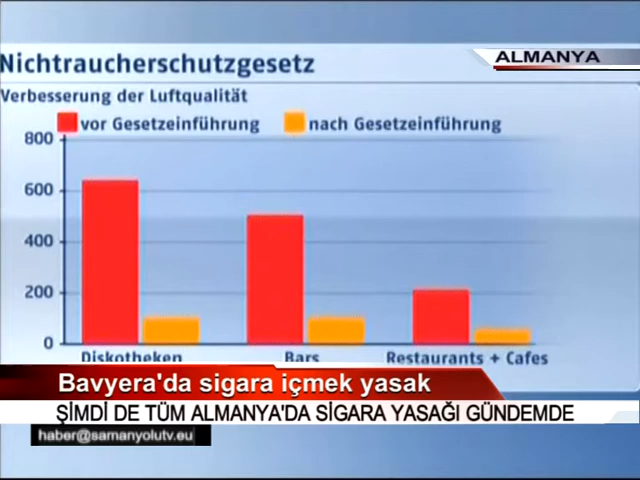 ALMANYA
Nichtraucherschutzgesetz
Verbesserung der Luftqualität
vor Gesetzeinführung nach Gesetzeinführung
800
600
400
200
0
Diskotheken Bars Restaurants + Cafes
Bavyera'da sigara içmek yasak
ŞİMDİ DE TÜM ALMANYA'DA SİGARA YASAĞI GÜNDEMDE
haber@samanyolutv.eu